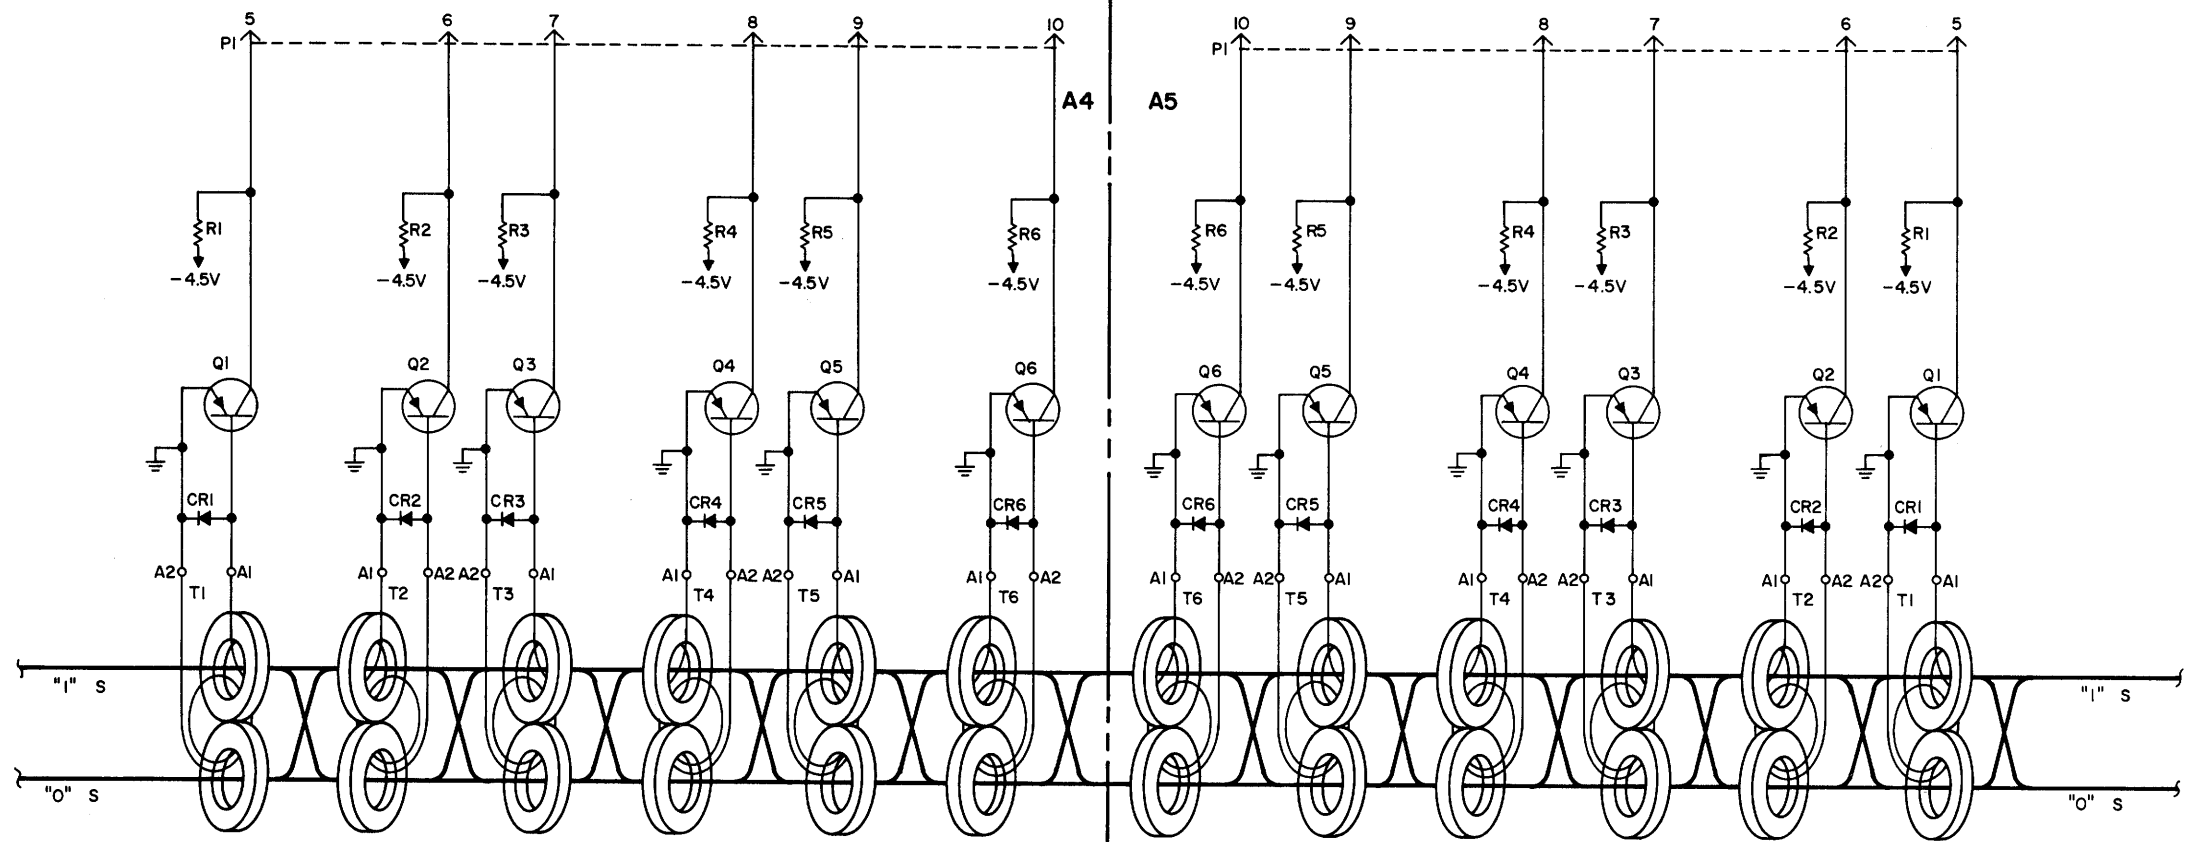 5 6 7 8 9 10 10 9 8 7 6 5
P1 P1
A4 A5
R1 R2 R3 R4 R5 R6 R6 R5 R4 R3 R2 R1
-4.5V -4.5V -4.5V -4.5V -4.5V -4.5V -4.5V -4.5V -4.5V -4.5V -4.5V -4.5V
Q1 Q2 Q3 Q4 Q5 Q6 Q6 Q5 Q4 Q3 Q2 Q1
CR1 CR2 CR3 CR4 CR5 CR6 CR6 CR5 CR4 CR3 CR2 CR1
A2 A1 A1 A2 A2 A1 A1 A2 A2 A1 A1 A2 A1 A2 A2 A1 A1 A2 A2 A1 A1 A2 A2 A1
T1 T2 T3 T4 T5 T6 T6 T5 T4 T3 T2 T1
"1" S "1" S
"0" S "0" S